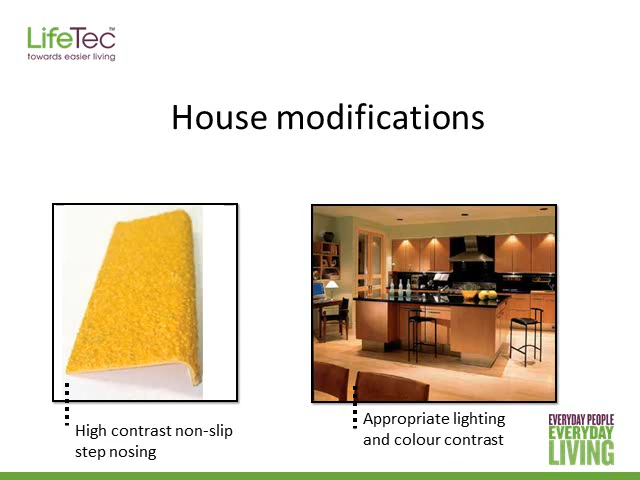 LifeTec™
towards easier living
House modifications
High contrast non-slip
step nosing
Appropriate lighting
and colour contrast
EVERYDAY PEOPLE
EVERYDAY
LIVING